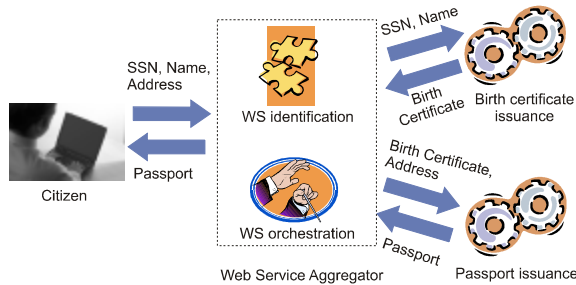 SSN, Name,
Address
Passport
Citizen
WS identification
WS orchestration
Web Service Aggregator
SSN, Name
Birth
Certificate
Birth certificate
issuance
Birth Certificate,
Address
Passport
Passport issuance